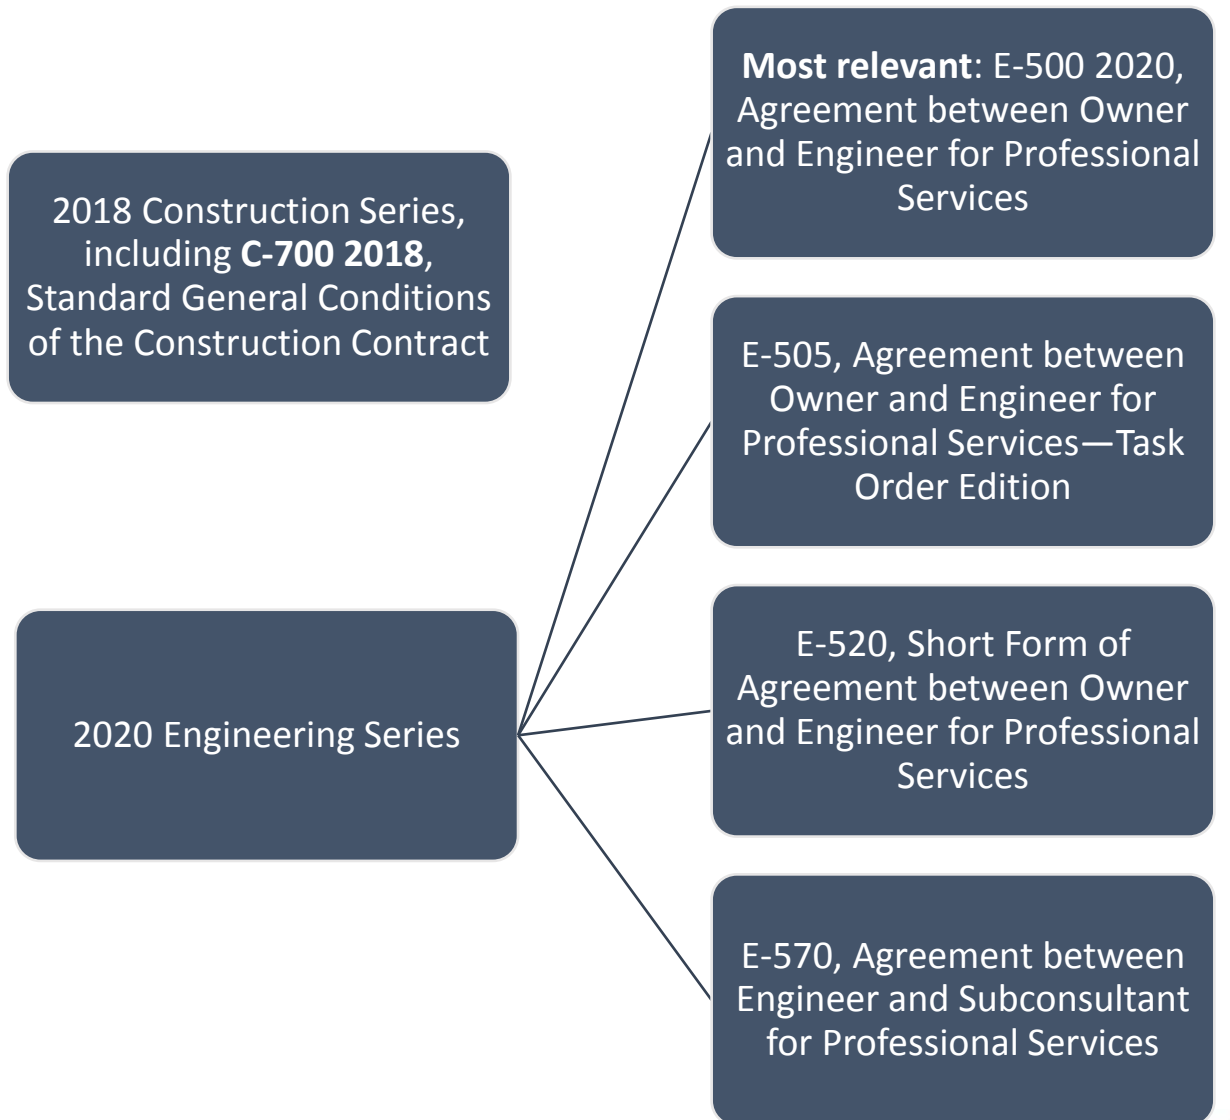 2018 Construction Series,
including C-700 2018,
Standard General Conditions
of the Construction Contract
2020 Engineering Series
Most relevant: E-500 2020,
Agreement between Owner
and Engineer for Professional
Services
E-505, Agreement between
Owner and Engineer for
Professional Services—Task
Order Edition
E-520, Short Form of
Agreement between Owner
and Engineer for Professional
Services
E-570, Agreement between
Engineer and Subconsultant
for Professional Services